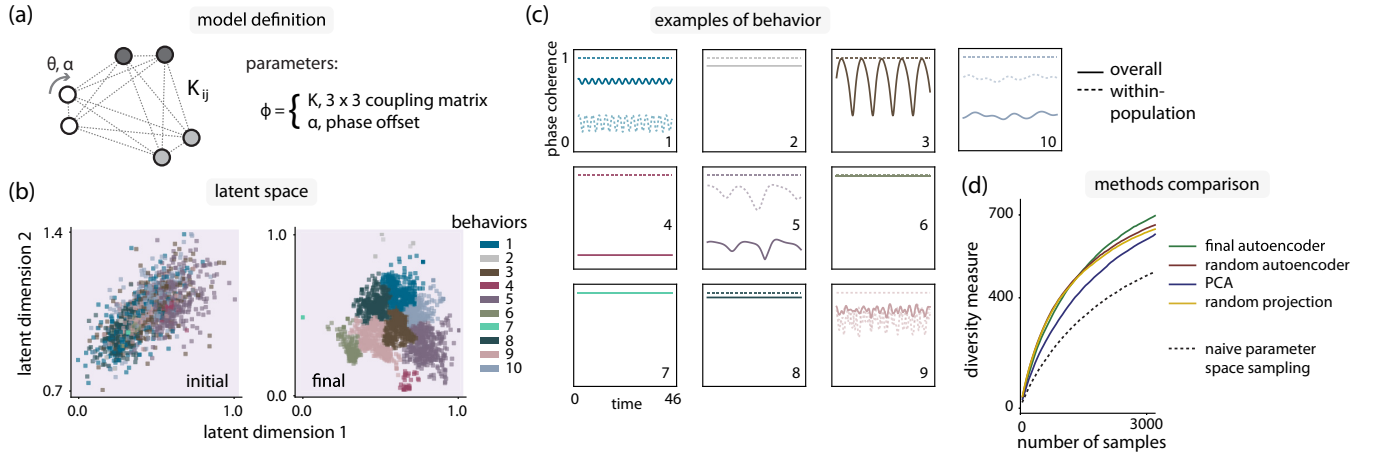 (a)
model definition
θ, α
K ij
parameters:
ϕ = { K, 3 x 3 coupling matrix
α, phase offset
(b)
latent space
latent dimension 2
1.4
0.7
0.0
1.0
initial
1.0
0.0
0.0
1.0
final
latent dimension 1
behaviors
1
2
3
4
5
6
7
8
9
10
(c)
examples of behavior
phase coherence
1
0
1
2
3
10
overall
within-
population
4
5
6
7
8
9
0
time
46
(d)
methods comparison
diversity measure
700
400
0
0
3000
number of samples
final autoencoder
random autoencoder
PCA
random projection
naive parameter
space sampling